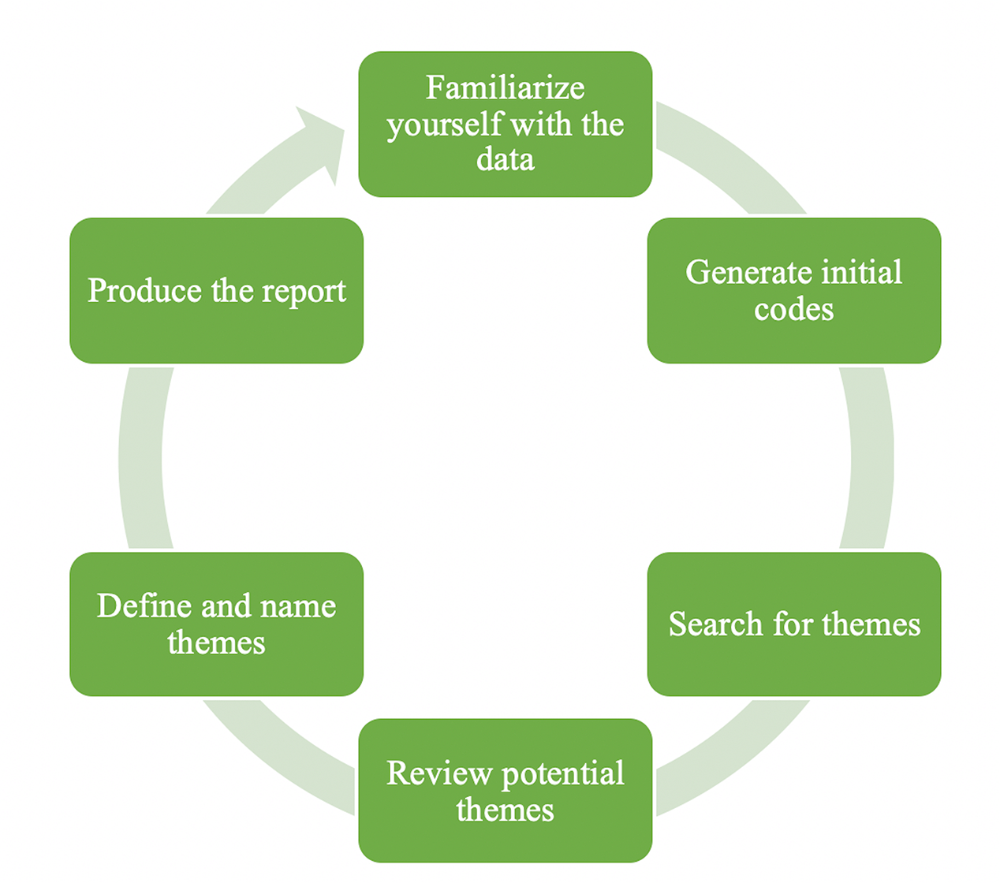 Familiarize
yourself with the
data
Generate initial
codes
Search for themes
Review potential
themes
Define and name
themes
Produce the report